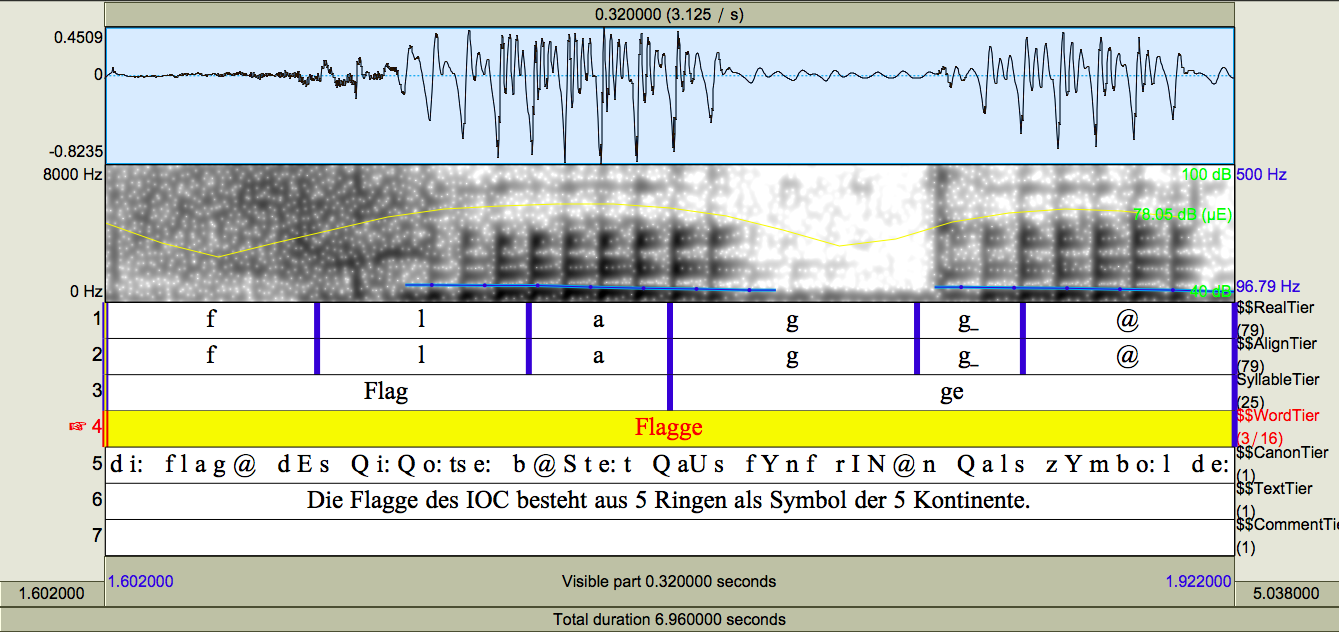 0.320000 (3.125 / s)
0.4509
0
-0.8235
8000 Hz
100 dB 500 Hz
78.05 dB (µE)
0 Hz
40 dB 96.79 Hz
1 f l a g g_ @ $$RealTier (79)
2 f l a g g_ @ $$AlignTier (79)
3 Flag ge SyllableTier (25)
☞ 4 Flagge $$WordTier (3 / 16)
5 di: flag@ dEs Qi:Qo:tse: b@Ste:t QaUs fYnf rIN@n Qals zYmbo:l de: $$CanonTier (1)
6 Die Flagge des IOC besteht aus 5 Ringen als Symbol der 5 Kontinente. $$TextTier (1)
7 $$CommentTie (1)
1.602000 Visible part 0.320000 seconds 1.922000
1.602000 5.038000
Total duration 6.960000 seconds